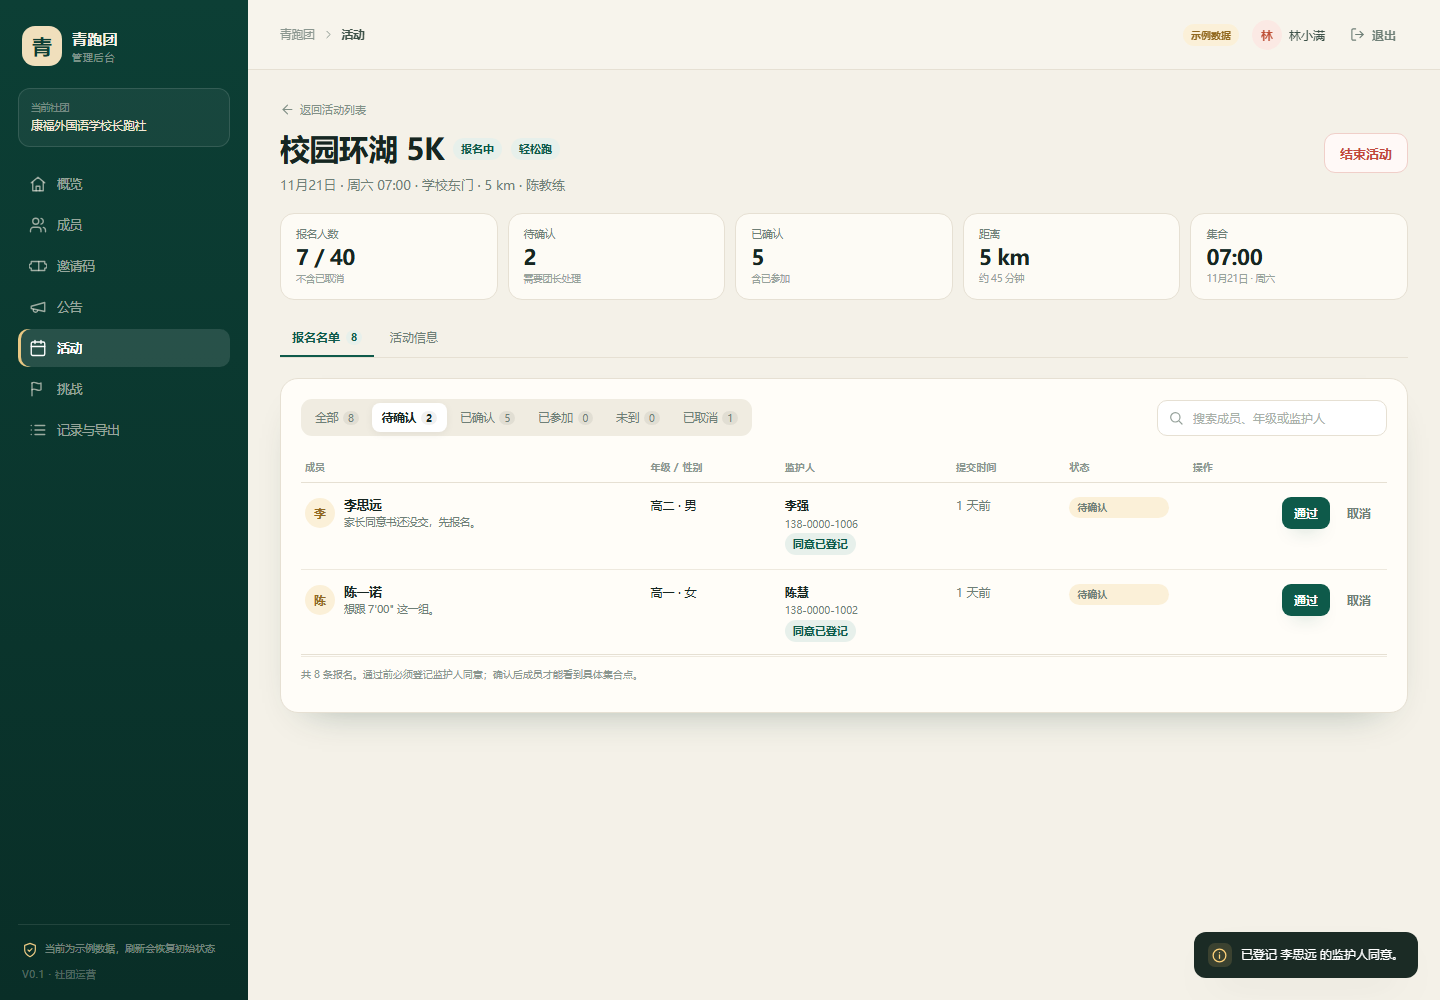 青
青跑团
管理后台
当前社团
康福外国语学校长跑社
概览
成员
邀请码
公告
活动
挑战
记录与导出
当前为示例数据，刷新会恢复初始状态
V0.1 · 社团运营
青跑团 > 活动
示例数据
林 林小满
退出
返回活动列表
校园环湖 5K 报名中 轻松跑
11月21日 · 周六 07:00 · 学校东门 · 5 km · 陈教练
结束活动
报名人数
7 / 40
不含已取消
待确认
2
需要团长处理
已确认
5
含已参加
距离
5 km
约 45 分钟
集合
07:00
11月21日 · 周六
报名名单 8 活动信息
全部 8 待确认 2 已确认 5 已参加 0 未到 0 已取消 1
搜索成员、年级或监护人
成员 年级 / 性别 监护人 提交时间 状态 操作
李 李思远 高二 · 男 李强 1 天前 待确认 通过 取消
家长同意书还没交，先报名。
138-0000-1006
同意已登记
陈 陈一诺 高一 · 女 陈慧 1 天前 待确认 通过 取消
想跟 7'00" 这一组。
138-0000-1002
同意已登记
共 8 条报名。通过前必须登记监护人同意；确认后成员才能看到具体集合点。
已登记 李思远 的监护人同意。